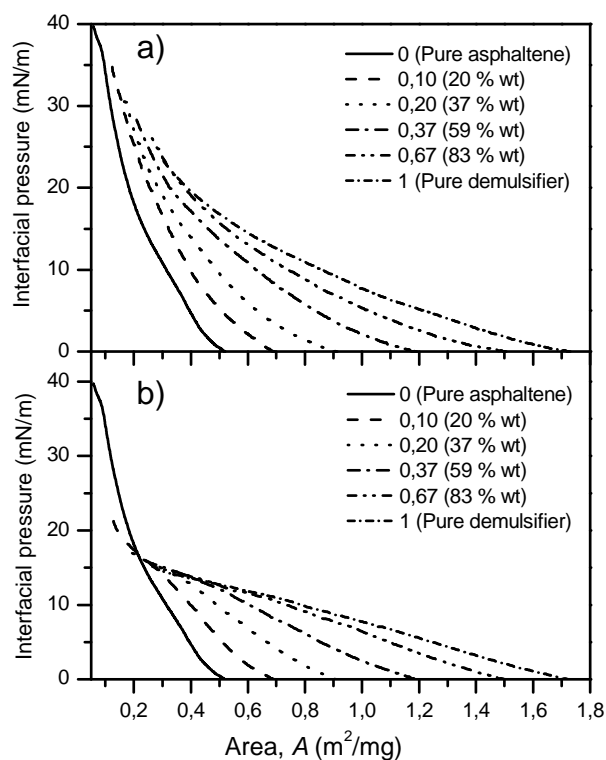 40
30
20
10
0
Interfacial pressure (mN/m)
a)
0 (Pure asphaltene)
0,10 (20 % wt)
0,20 (37 % wt)
0,37 (59 % wt)
0,67 (83 % wt)
1 (Pure demulsifier)
40
30
20
10
0
Interfacial pressure (mN/m)
b)
0 (Pure asphaltene)
0,10 (20 % wt)
0,20 (37 % wt)
0,37 (59 % wt)
0,67 (83 % wt)
1 (Pure demulsifier)
0,2 0,4 0,6 0,8 1,0 1,2 1,4 1,6 1,8
Area, A (m²/mg)